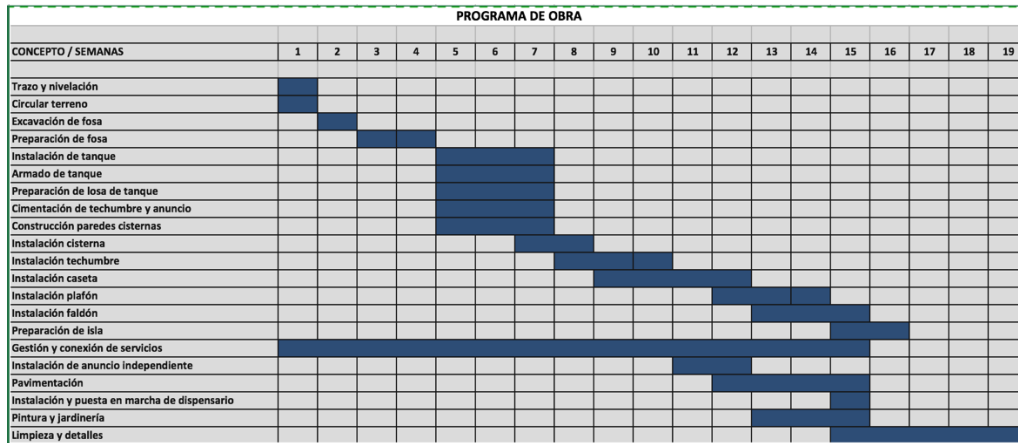 PROGRAMA DE OBRA
CONCEPTO / SEMANAS 1 2 3 4 5 6 7 8 9 10 11 12 13 14 15 16 17 18 19
Trazo y nivelación
Circular terreno
Excavación de fosa
Preparación de fosa
Instalación de tanque
Armado de tanque
Preparación de losa de tanque
Cimentación de techumbre y anuncio
Construcción paredes cisternas
Instalación cisterna
Instalación techumbre
Instalación caseta
Instalación plafón
Instalación faldón
Preparación de isla
Gestión y conexión de servicios
Instalación de anuncio independiente
Pavimentación
Instalación y puesta en marcha de dispensario
Pintura y jardinería
Limpieza y detalles